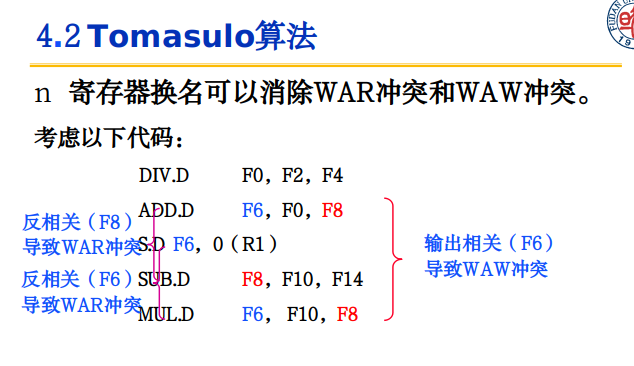 4.2 Tomasulo算法
n 寄存器换名可以消除WAR冲突和WAW冲突。
考虑以下代码：
DIV.D F0，F2，F4
ADD.D F6，F0，F8
S.D F6，0（R1）
SUB.D F8，F10，F14
MUL.D F6， F10，F8
反相关（F8）
导致WAR冲突
反相关（F6）
导致WAR冲突
输出相关（F6）
导致WAW冲突